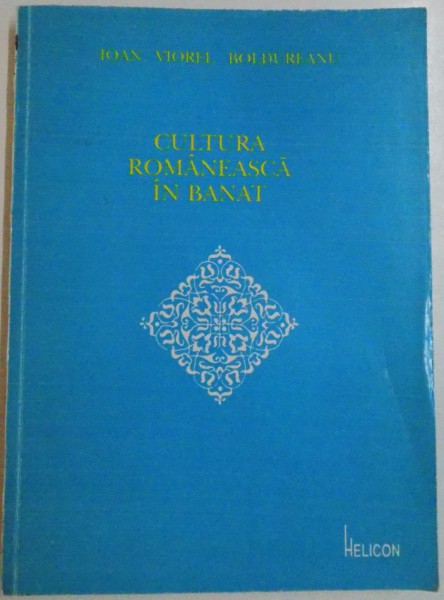 IOAN VIOREL BOLDUREANU
CULTURA
ROMÂNEASCĂ
ÎN BANAT
HELICON